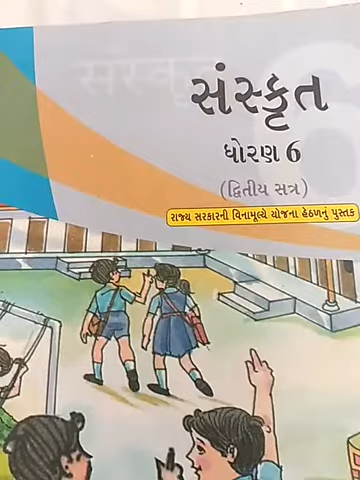 સંસ્કૃત
ધોરણ 6
(દ્વિતીય સત્ર)
રાજ્ય સરકારની વિનામૂલ્યે યોજના હેઠળનું પુસ્તક